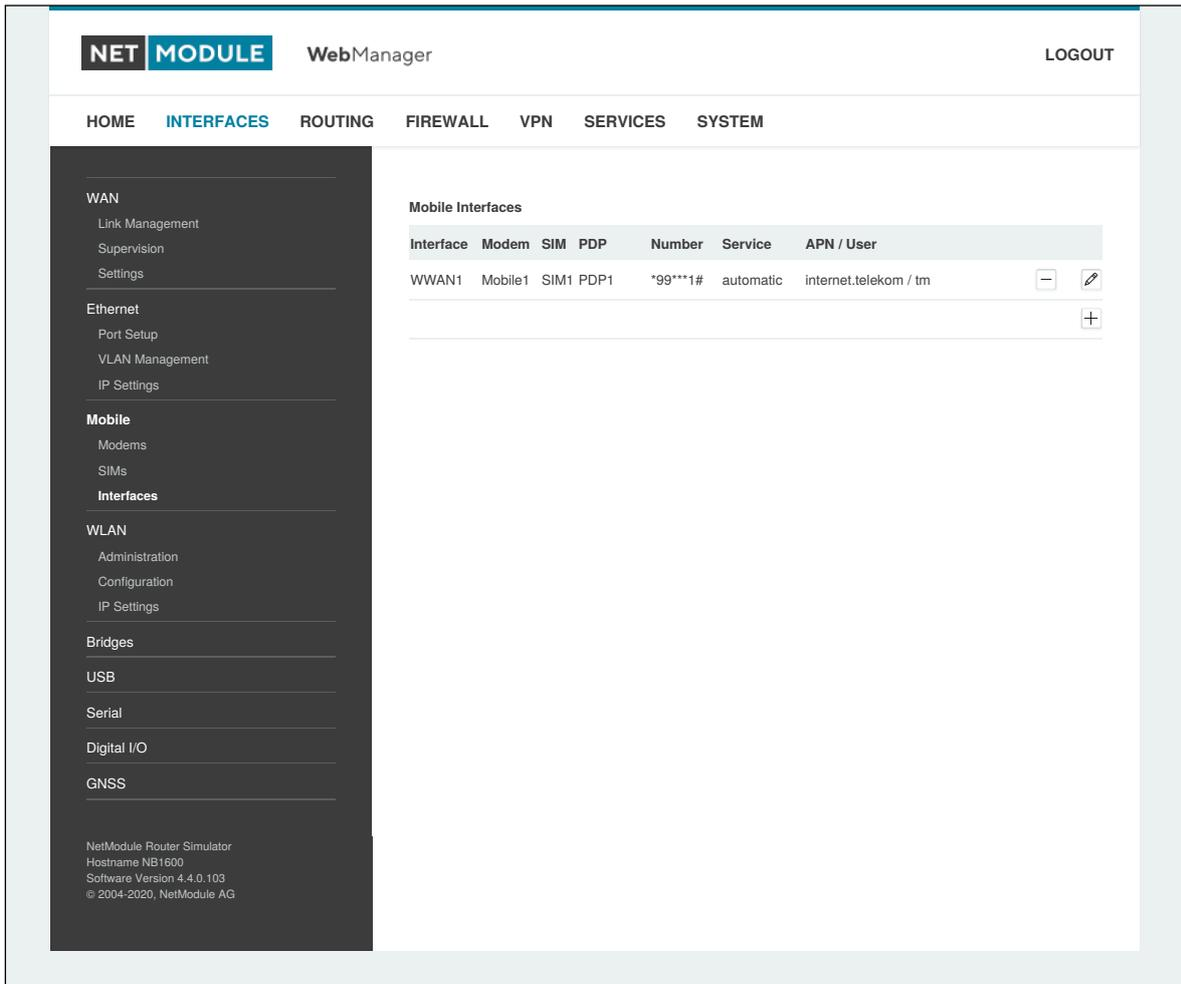 NET MODULE WebManager LOGOUT
HOME INTERFACES ROUTING FIREWALL VPN SERVICES SYSTEM
WAN
Link Management
Supervision
Settings
Ethernet
Port Setup
VLAN Management
IP Settings
Mobile
Modems
SIMs
Interfaces
WLAN
Administration
Configuration
IP Settings
Bridges
USB
Serial
Digital I/O
GNSS
NetModule Router Simulator
Hostname NB1600
Software Version 4.4.0.103
© 2004-2020, NetModule AG
Mobile Interfaces
Interface Modem SIM PDP Number Service APN / User
WWAN1 Mobile1 SIM1 PDP1 *99***1# automatic internet.telekom / tm